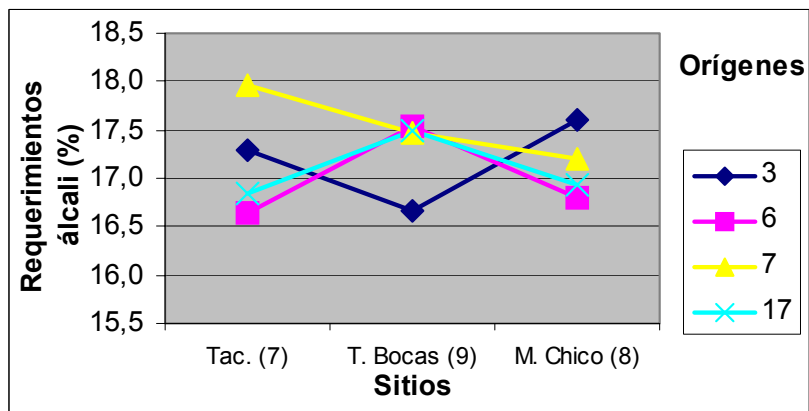 Requerimientos
álcali (%)
18,5
18,0
17,5
17,0
16,5
16,0
15,5
Tac. (7)
T. Bocas (9)
M. Chico (8)
Sitios
Orígenes
3
6
7
17